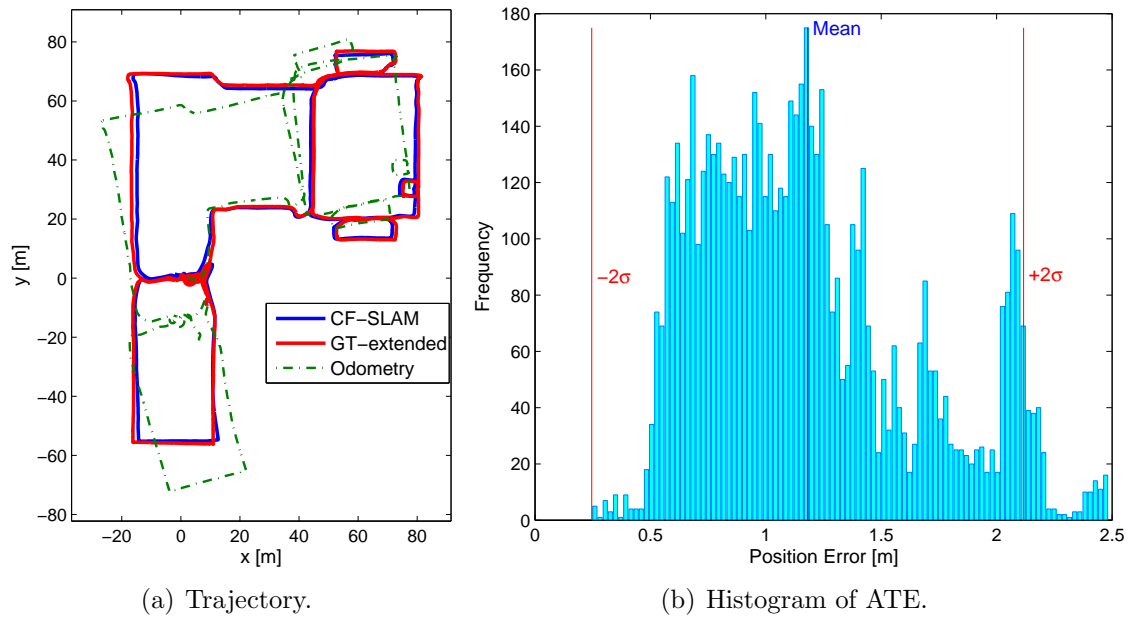 80
60
40
20
0
−20
−40
−60
−80
y [m]
−20 0 20 40 60 80
x [m]
CF−SLAM
GT−extended
Odometry
(a) Trajectory.
180
160
140
120
100
80
60
40
20
0
Frequency
Mean
−2σ
+2σ
0 0.5 1 1.5 2 2.5
Position Error [m]
(b) Histogram of ATE.